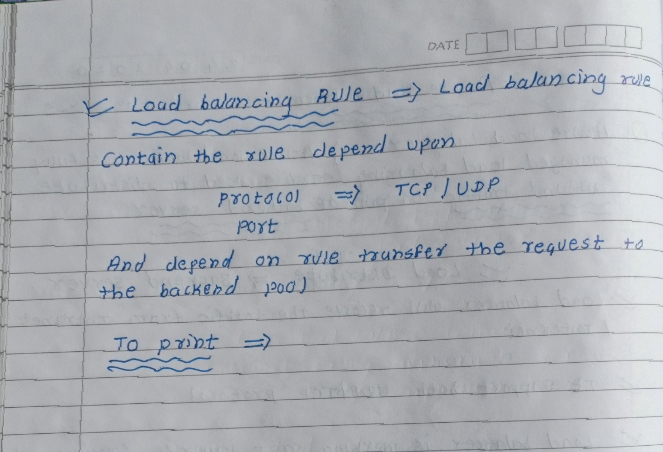 DATE
Load balancing Rule => Load balancing rule
Contain the rule depend upon
Protocol => TCP / UDP
Port
And depend on rule transfer the request to
the backend pool
To print =>